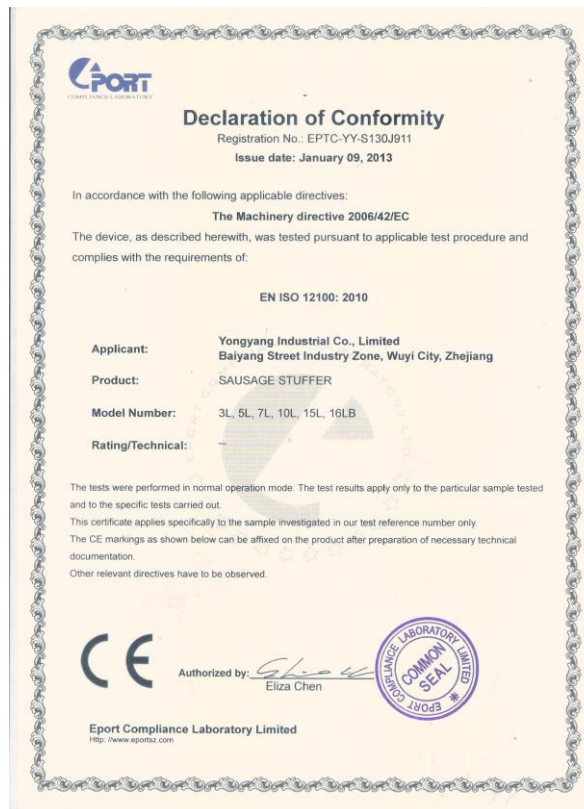 EPORT
COMPLIANCE LABORATORY
Declaration of Conformity
Registration No.: EPTC-YY-S130J911
Issue date: January 09, 2013
In accordance with the following applicable directives:
The Machinery directive 2006/42/EC
The device, as described herewith, was tested pursuant to applicable test procedure and
complies with the requirements of:
EN ISO 12100: 2010
Applicant: Yongyang Industrial Co., Limited
Baiyang Street Industry Zone, Wuyi City, Zhejiang
Product: SAUSAGE STUFFER
Model Number: 3L, 5L, 7L, 10L, 15L, 16LB
Rating/Technical: --
The tests were performed in normal operation mode. The test results apply only to the particular sample tested
and to the specific tests carried out.
This certificate applies specifically to the sample investigated in our test reference number only.
The CE markings as shown below can be affixed on the product after preparation of necessary technical
documentation.
Other relevant directives have to be observed.
CE
Authorized by:
Eliza Chen
EPORT COMPLIANCE LABORATORY LIMITED
COMMON
SEAL
Eport Compliance Laboratory Limited
Http: //www.eportsz.com